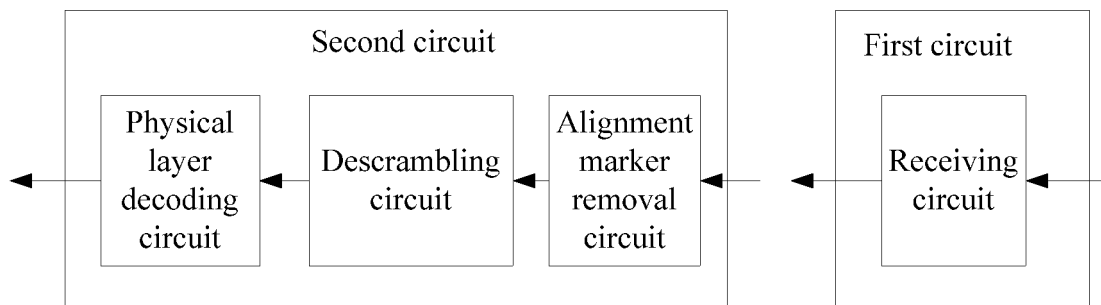 Second circuit
First circuit
Physical
layer
decoding
circuit
Descrambling
circuit
Alignment
marker
removal
circuit
Receiving
circuit